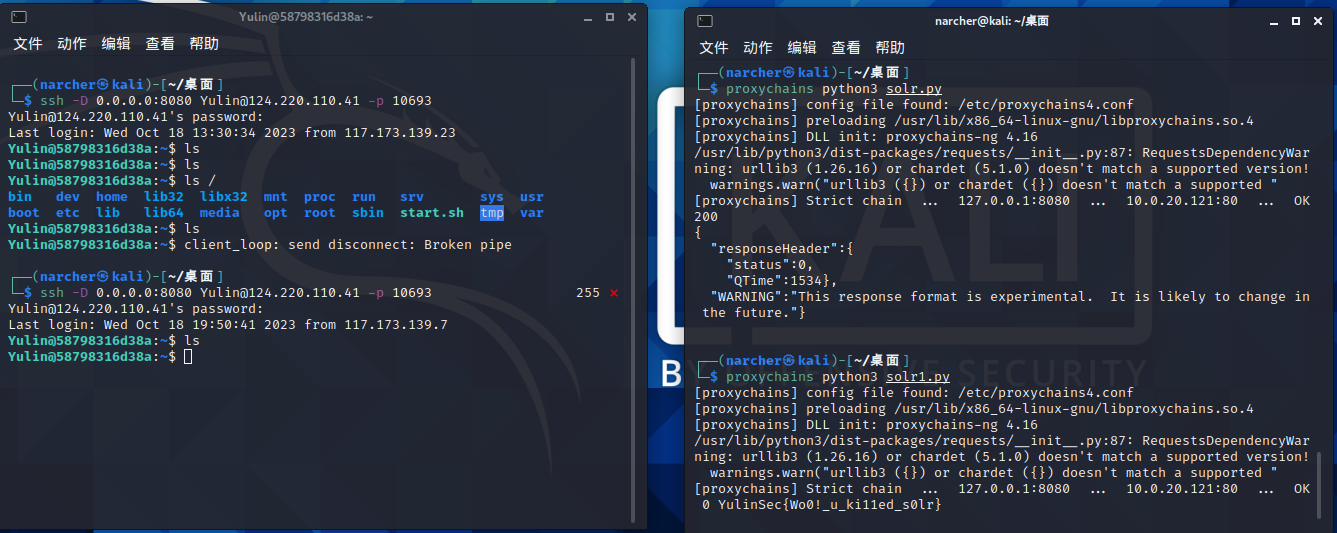 Yulin@58798316d38a: ~
文件 动作 编辑 查看 帮助
┌──(narcher㉿kali)-[~/桌面]
└─$ ssh -D 0.0.0.0:8080 Yulin@124.220.110.41 -p 10693
Yulin@124.220.110.41's password:
Last login: Wed Oct 18 13:30:34 2023 from 117.173.139.23
Yulin@58798316d38a:~$ ls
Yulin@58798316d38a:~$ ls
Yulin@58798316d38a:~$ ls /
bin dev home lib32 libx32 mnt proc run srv sys usr
boot etc lib lib64 media opt root sbin start.sh tmp var
Yulin@58798316d38a:~$ ls
Yulin@58798316d38a:~$ client_loop: send disconnect: Broken pipe
┌──(narcher㉿kali)-[~/桌面]
└─$ ssh -D 0.0.0.0:8080 Yulin@124.220.110.41 -p 10693 255 ⨯
Yulin@124.220.110.41's password:
Last login: Wed Oct 18 19:50:41 2023 from 117.173.139.7
Yulin@58798316d38a:~$ ls
Yulin@58798316d38a:~$
narcher@kali: ~/桌面
文件 动作 编辑 查看 帮助
┌──(narcher㉿kali)-[~/桌面]
└─$ proxychains python3 solr.py
[proxychains] config file found: /etc/proxychains4.conf
[proxychains] preloading /usr/lib/x86_64-linux-gnu/libproxychains.so.4
[proxychains] DLL init: proxychains-ng 4.16
/usr/lib/python3/dist-packages/requests/__init__.py:87: RequestsDependencyWar
ning: urllib3 (1.26.16) or chardet (5.1.0) doesn't match a supported version!
warnings.warn("urllib3 ({}) or chardet ({}) doesn't match a supported "
[proxychains] Strict chain ... 127.0.0.1:8080 ... 10.0.20.121:80 ... OK
200
{
"responseHeader":{
"status":0,
"QTime":1534},
"WARNING":"This response format is experimental. It is likely to change in
the future."}
┌──(narcher㉿kali)-[~/桌面]
└─$ proxychains python3 solr1.py
[proxychains] config file found: /etc/proxychains4.conf
[proxychains] preloading /usr/lib/x86_64-linux-gnu/libproxychains.so.4
[proxychains] DLL init: proxychains-ng 4.16
/usr/lib/python3/dist-packages/requests/__init__.py:87: RequestsDependencyWar
ning: urllib3 (1.26.16) or chardet (5.1.0) doesn't match a supported version!
warnings.warn("urllib3 ({}) or chardet ({}) doesn't match a supported "
[proxychains] Strict chain ... 127.0.0.1:8080 ... 10.0.20.121:80 ... OK
0 YulinSec{Wo0!_u_ki11ed_s0lr}
KALI
SECURITY